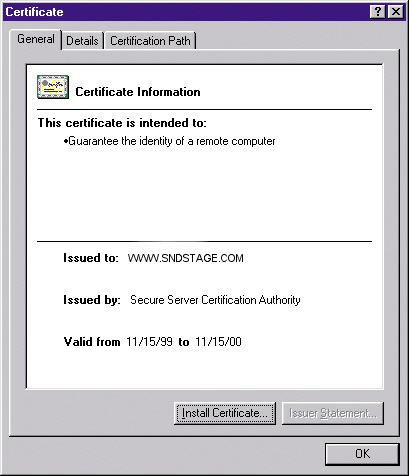 Certificate
General Details Certification Path
Certificate Information
This certificate is intended to:
•Guarantee the identity of a remote computer
Issued to: WWW.SNDSTAGE.COM
Issued by: Secure Server Certification Authority
Valid from 11/15/99 to 11/15/00
Install Certificate... Issuer Statement...
OK